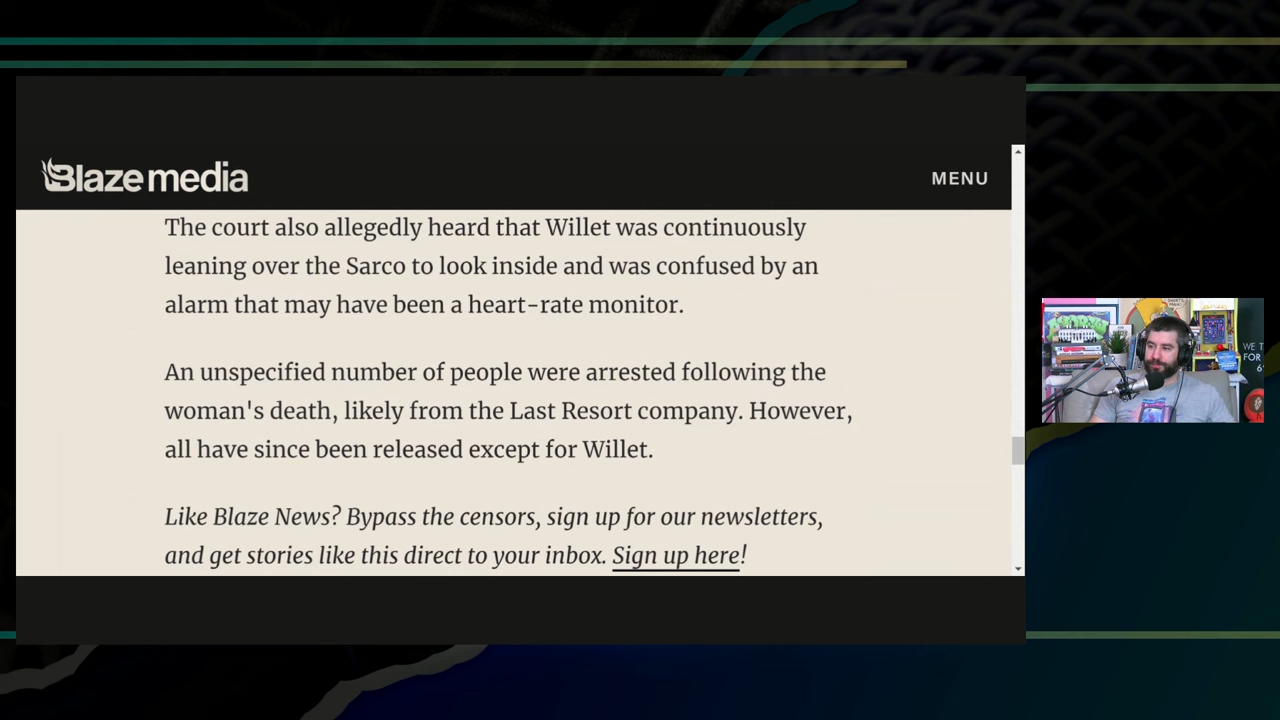 Blaze media
MENU
The court also allegedly heard that Willet was continuously
leaning over the Sarco to look inside and was confused by an
alarm that may have been a heart-rate monitor.
An unspecified number of people were arrested following the
woman's death, likely from the Last Resort company. However,
all have since been released except for Willet.
Like Blaze News? Bypass the censors, sign up for our newsletters,
and get stories like this direct to your inbox. Sign up here!
WE T
FOR